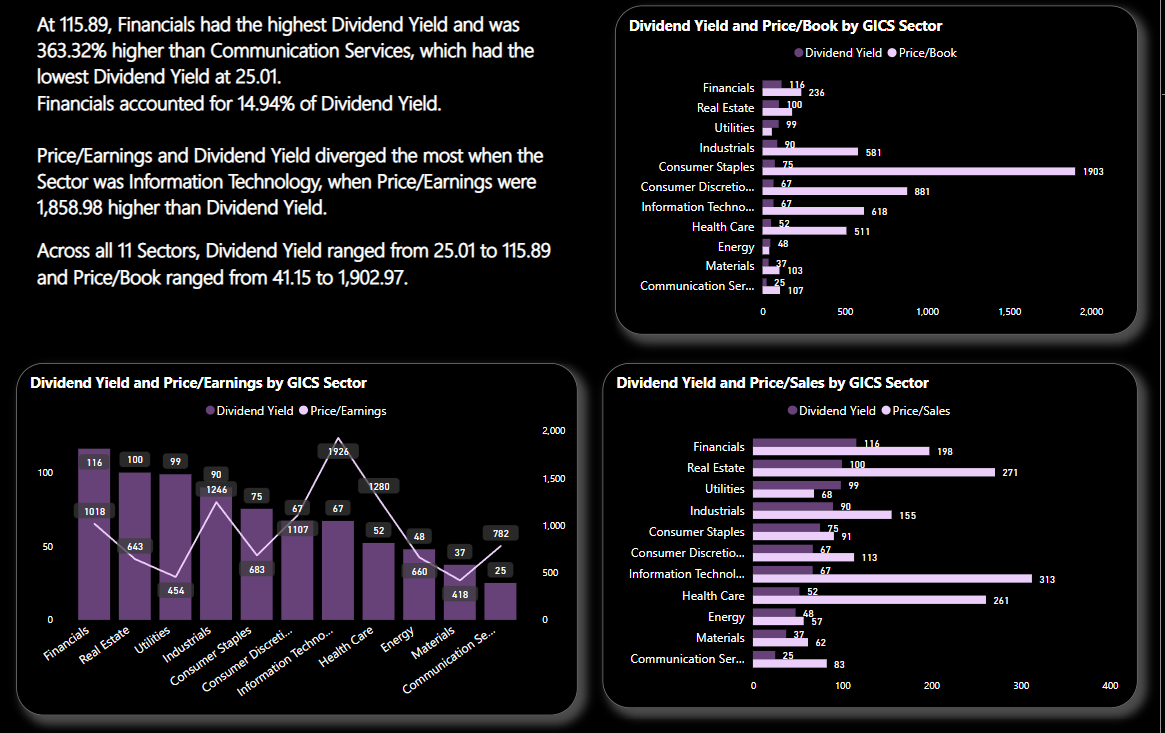 At 115.89, Financials had the highest Dividend Yield and was
363.32% higher than Communication Services, which had the
lowest Dividend Yield at 25.01.
Financials accounted for 14.94% of Dividend Yield.
Price/Earnings and Dividend Yield diverged the most when the
Sector was Information Technology, when Price/Earnings were
1,858.98 higher than Dividend Yield.
Across all 11 Sectors, Dividend Yield ranged from 25.01 to 115.89
and Price/Book ranged from 41.15 to 1,902.97.
Dividend Yield and Price/Book by GICS Sector
Dividend Yield Price/Book
Financials 116 236
Real Estate 100
Utilities 99
Industrials 90 581
Consumer Staples 75 1903
Consumer Discretio... 67 881
Information Techno... 67 618
Health Care 52 511
Energy 48
Materials 37 103
Communication Ser... 25 107
0 500 1,000 1,500 2,000
Dividend Yield and Price/Earnings by GICS Sector
Dividend Yield Price/Earnings
100
50
0
2,000
1,500
1,000
500
0
116 100 99 90 75 67 67 52 48 37 25
1018 643 454 1246 683 1107 1926 1280 660 418 782
Financials
Real Estate
Utilities
Industrials
Consumer Staples
Consumer Discreti...
Information Techno...
Health Care
Energy
Materials
Communication Se...
Dividend Yield and Price/Sales by GICS Sector
Dividend Yield Price/Sales
Financials 116 198
Real Estate 100 271
Utilities 99 68
Industrials 90 155
Consumer Staples 75 91
Consumer Discretio... 67 113
Information Technol... 67 313
Health Care 52 261
Energy 48 57
Materials 37 62
Communication Ser... 25 83
0 100 200 300 400